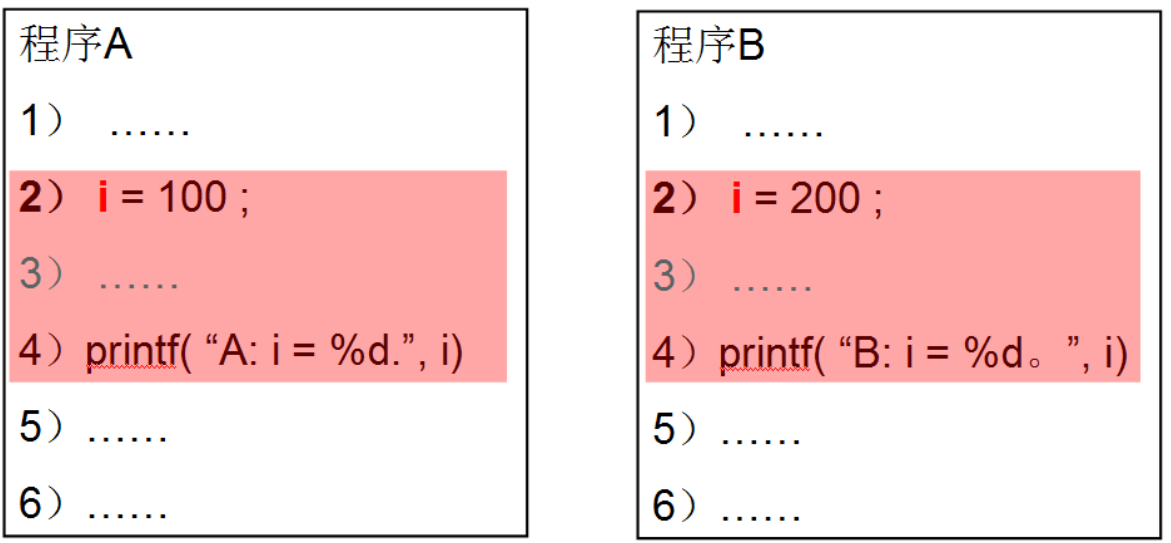 程序A
1） ……
2） i = 100 ;
3） ……
4）printf( “A: i = %d.”, i)
5）……
6）……
程序B
1） ……
2） i = 200 ;
3） ……
4）printf( “B: i = %d。”, i)
5）……
6）……